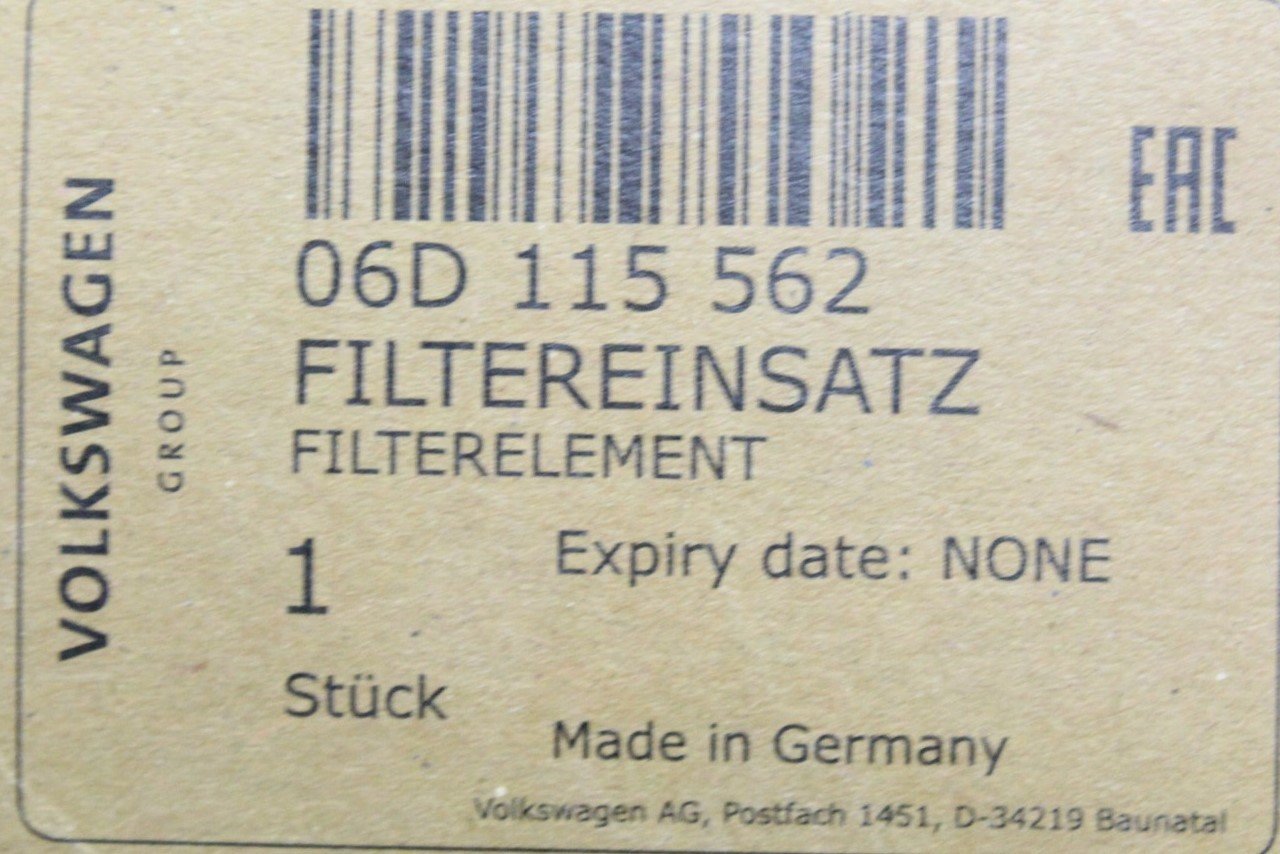 VOLKSWAGEN
GROUP
EAC
06D 115 562
FILTEREINSATZ
FILTERELEMENT
1
Expiry date: NONE
Stück
Made in Germany
Volkswagen AG, Postfach 1451, D-34219 Baunatal